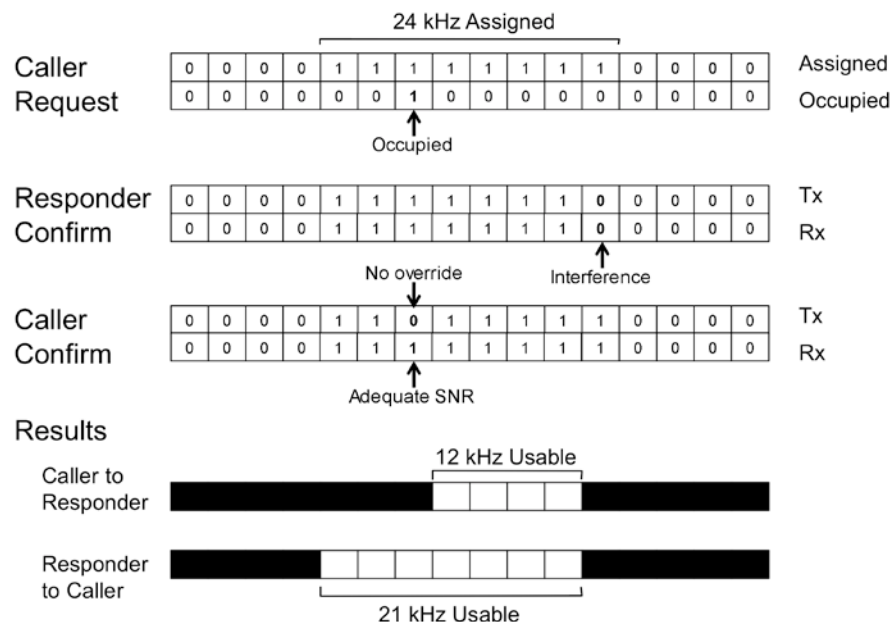 24 kHz Assigned
Caller 0 0 0 0 1 1 1 1 1 1 1 1 0 0 0 0 Assigned
Request 0 0 0 0 0 0 1 0 0 0 0 0 0 0 0 0 Occupied
Occupied
Responder 0 0 0 0 1 1 1 1 1 1 1 0 0 0 0 0 Tx
Confirm 0 0 0 0 1 1 1 1 1 1 1 0 0 0 0 0 Rx
No override Interference
Caller 0 0 0 0 1 1 0 1 1 1 1 1 0 0 0 0 Tx
Confirm 0 0 0 0 1 1 1 1 1 1 1 1 0 0 0 0 Rx
Adequate SNR
Results
12 kHz Usable
Caller to
Responder
Responder
to Caller
21 kHz Usable